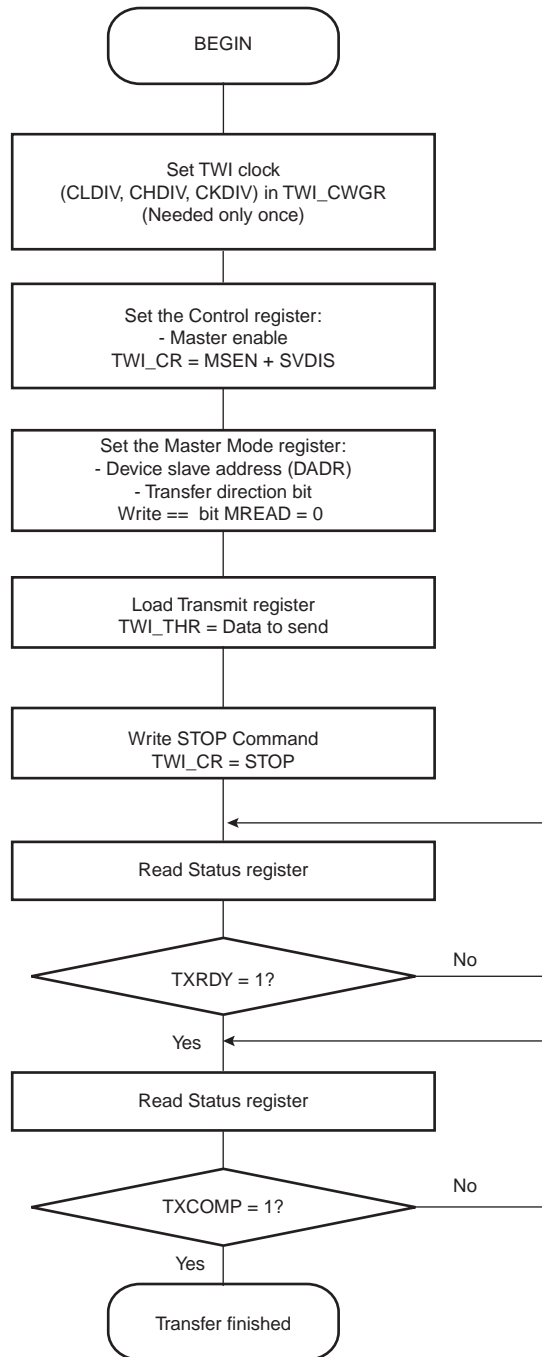 BEGIN
Set TWI clock
(CLDIV, CHDIV, CKDIV) in TWI_CWGR
(Needed only once)
Set the Control register:
- Master enable
TWI_CR = MSEN + SVDIS
Set the Master Mode register:
- Device slave address (DADR)
- Transfer direction bit
Write == bit MREAD = 0
Load Transmit register
TWI_THR = Data to send
Write STOP Command
TWI_CR = STOP
Read Status register
TXRDY = 1?
No
Yes
Read Status register
TXCOMP = 1?
No
Yes
Transfer finished